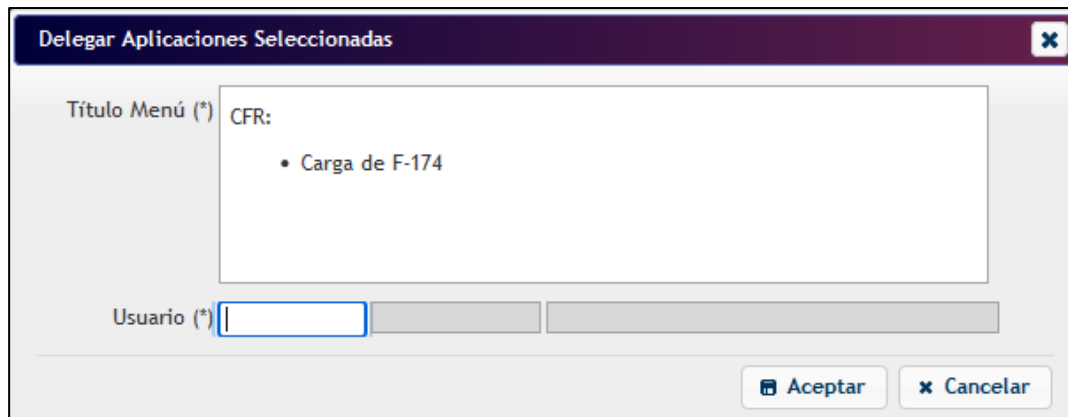 Delegar Aplicaciones Seleccionadas
Título Menú (*)
CFR:
• Carga de F-174
Usuario (*)
Aceptar
Cancelar